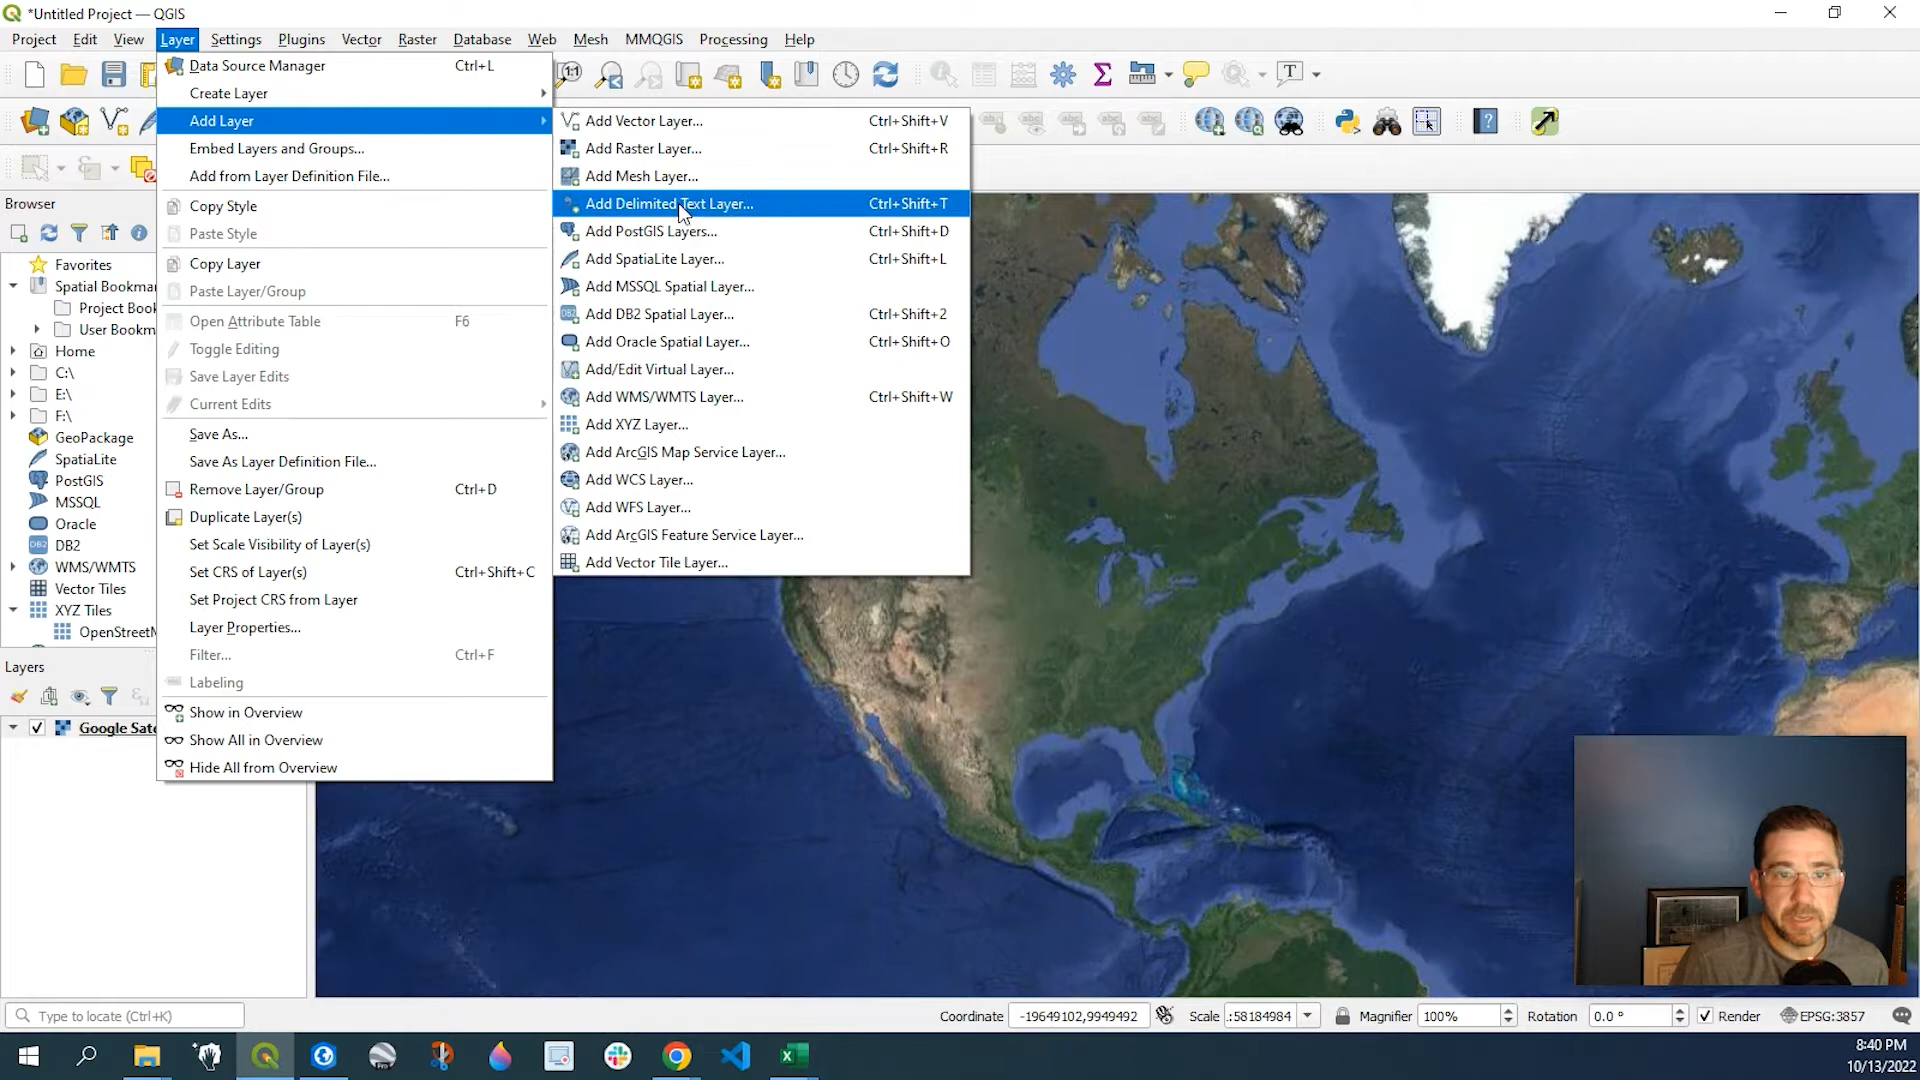 *Untitled Project — QGIS
Project Edit View Layer Settings Plugins Vector Raster Database Web Mesh MMQGIS Processing Help
Data Source Manager Ctrl+L
Create Layer
Add Layer
Embed Layers and Groups...
Add from Layer Definition File...
Copy Style
Paste Style
Copy Layer
Paste Layer/Group
Open Attribute Table F6
Toggle Editing
Save Layer Edits
Current Edits
Save As...
Save As Layer Definition File...
Remove Layer/Group Ctrl+D
Duplicate Layer(s)
Set Scale Visibility of Layer(s)
Set CRS of Layer(s) Ctrl+Shift+C
Set Project CRS from Layer
Layer Properties...
Filter... Ctrl+F
Labeling
Show in Overview
Show All in Overview
Hide All from Overview
Add Vector Layer... Ctrl+Shift+V
Add Raster Layer... Ctrl+Shift+R
Add Mesh Layer...
Add Delimited Text Layer... Ctrl+Shift+T
Add PostGIS Layers... Ctrl+Shift+D
Add SpatiaLite Layer... Ctrl+Shift+L
Add MSSQL Spatial Layer...
Add DB2 Spatial Layer... Ctrl+Shift+2
Add Oracle Spatial Layer... Ctrl+Shift+O
Add/Edit Virtual Layer...
Add WMS/WMTS Layer... Ctrl+Shift+W
Add XYZ Layer...
Add ArcGIS Map Service Layer...
Add WCS Layer...
Add WFS Layer...
Add ArcGIS Feature Service Layer...
Add Vector Tile Layer...
Browser
Favorites
Spatial Bookma
Project Book
User Bookm
Home
C:\
E:\
F:\
GeoPackage
SpatiaLite
PostGIS
MSSQL
Oracle
DB2
WMS/WMTS
Vector Tiles
XYZ Tiles
OpenStreetM
Layers
Google Sate
Type to locate (Ctrl+K) Coordinate -19649102,9949492 Scale :58184984 Magnifier 100% Rotation 0.0 ° Render EPSG:3857
8:40 PM
10/13/2022